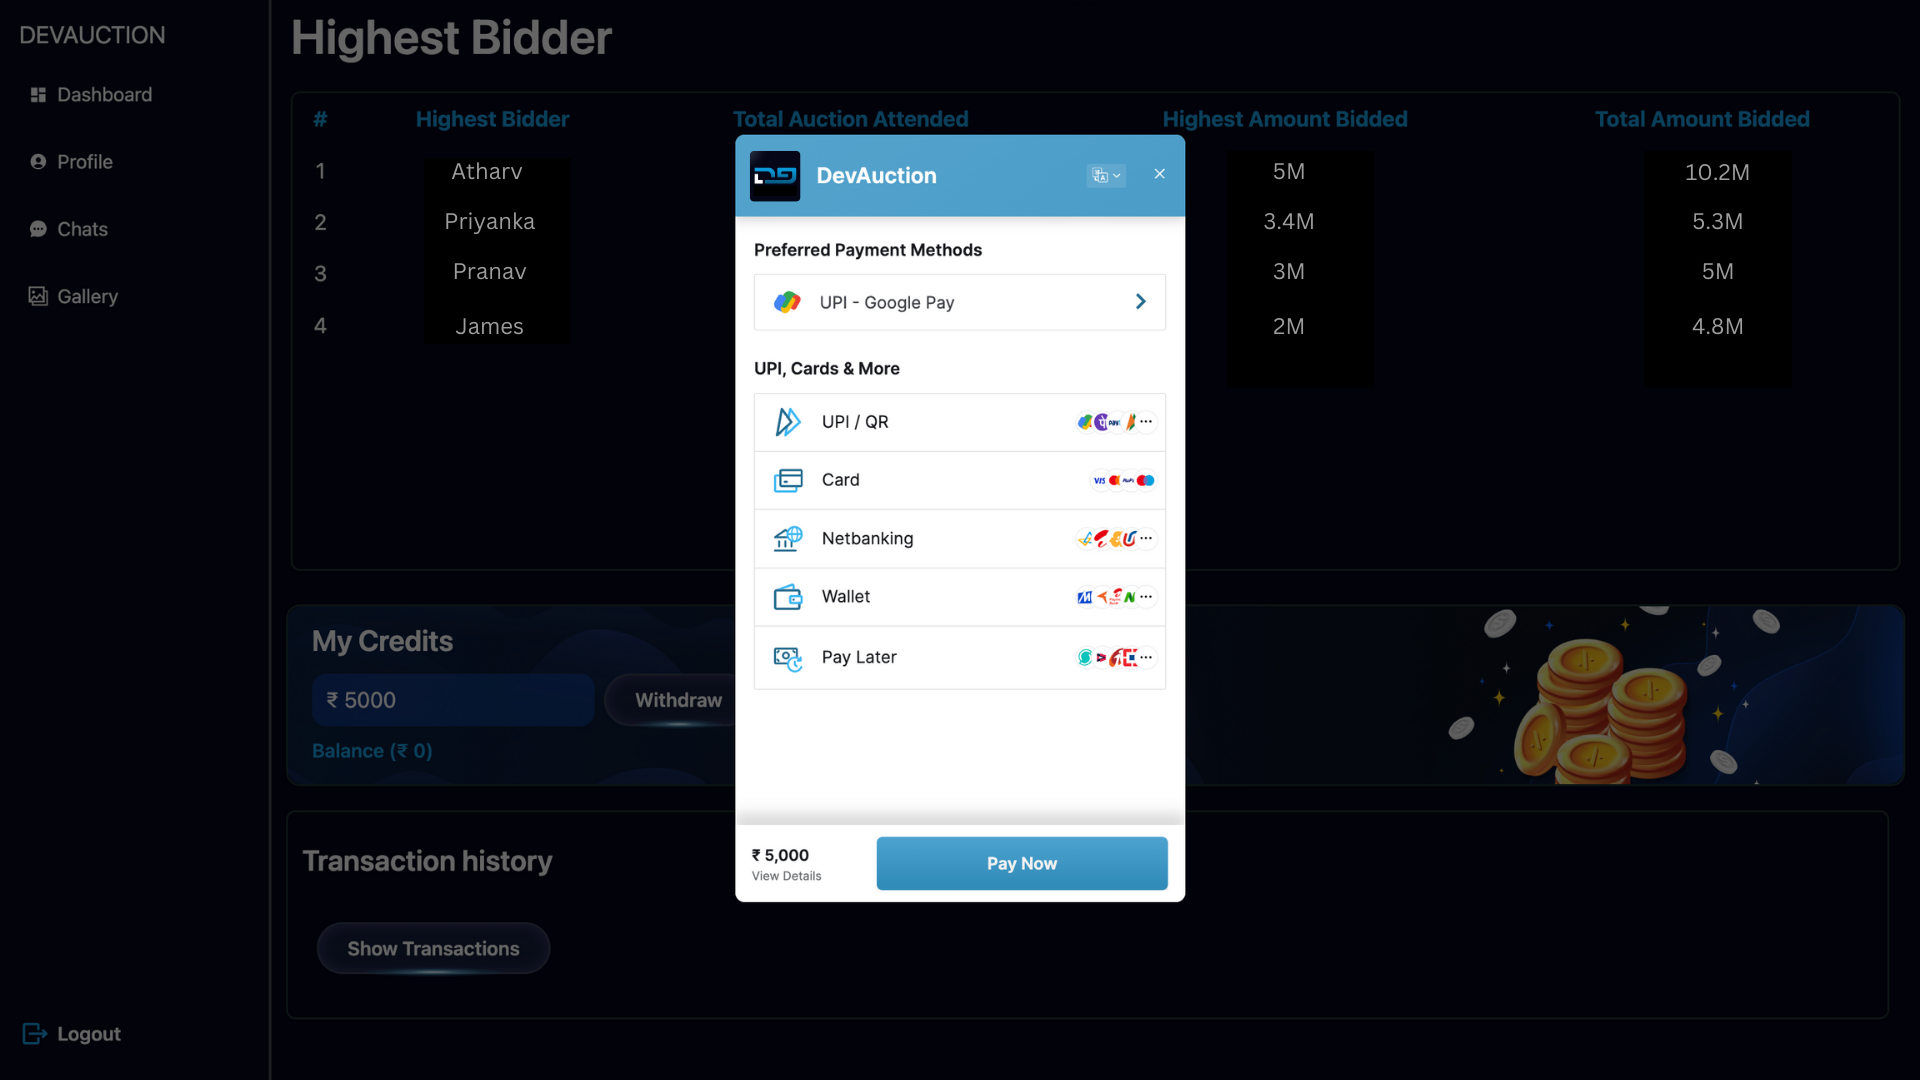 DEVAUCTION
Dashboard
Profile
Chats
Gallery
Logout
Highest Bidder
# Highest Bidder Total Auction Attended Highest Amount Bidded Total Amount Bidded
1 Atharv 5M 10.2M
2 Priyanka 3.4M 5.3M
3 Pranav 3M 5M
4 James 2M 4.8M
My Credits
₹ 5000 Withdraw
Balance (₹ 0)
Transaction history
Show Transactions
DevAuction
Preferred Payment Methods
UPI - Google Pay
UPI, Cards & More
UPI / QR
Card
Netbanking
Wallet
Pay Later
₹ 5,000
View Details
Pay Now